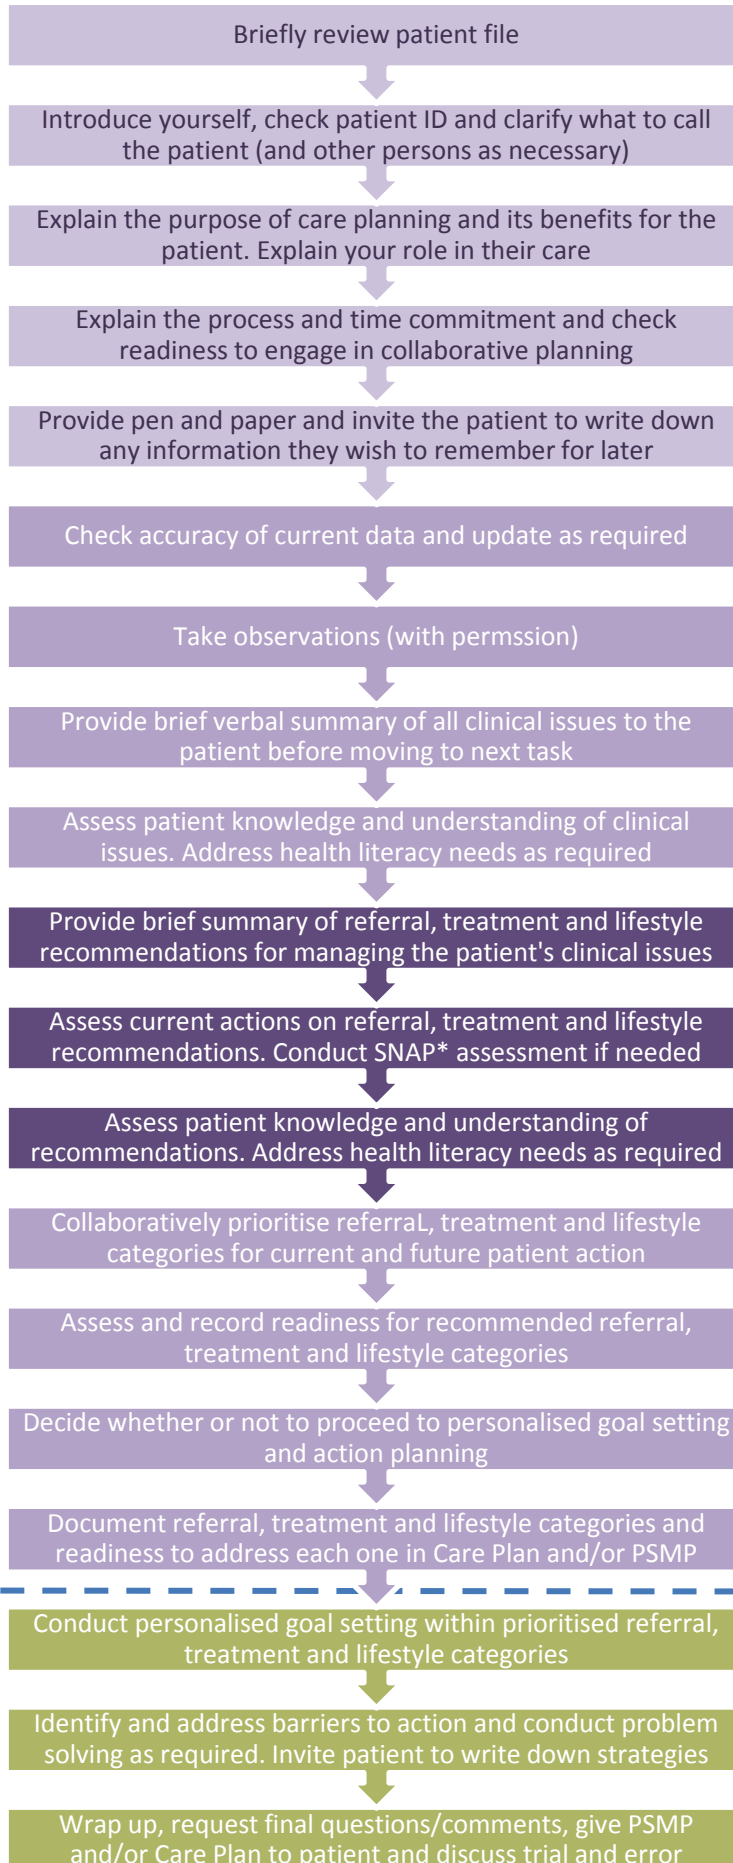 Briefly review patient file
Introduce yourself, check patient ID and clarify what to call
the patient (and other persons as necessary)
Explain the purpose of care planning and its benefits for the
patient. Explain your role in their care
Explain the process and time commitment and check
readiness to engage in collaborative planning
Provide pen and paper and invite the patient to write down
any information they wish to remember for later
Check accuracy of current data and update as required
Take observations (with permssion)
Provide brief verbal summary of all clinical issues to the
patient before moving to next task
Assess patient knowledge and understanding of clinical
issues. Address health literacy needs as required
Provide brief summary of referral, treatment and lifestyle
recommendations for managing the patient's clinical issues
Assess current actions on referral, treatment and lifestyle
recommendations. Conduct SNAP* assessment if needed
Assess patient knowledge and understanding of
recommendations. Address health literacy needs as required
Collaboratively prioritise referraL, treatment and lifestyle
categories for current and future patient action
Assess and record readiness for recommended referral,
treatment and lifestyle categories
Decide whether or not to proceed to personalised goal setting
and action planning
Document referral, treatment and lifestyle categories and
readiness to address each one in Care Plan and/or PSMP
Conduct personalised goal setting within prioritised referral,
treatment and lifestyle categories
Identify and address barriers to action and conduct problem
solving as required. Invite patient to write down strategies
Wrap up, request final questions/comments, give PSMP
and/or Care Plan to patient and discuss trial and error